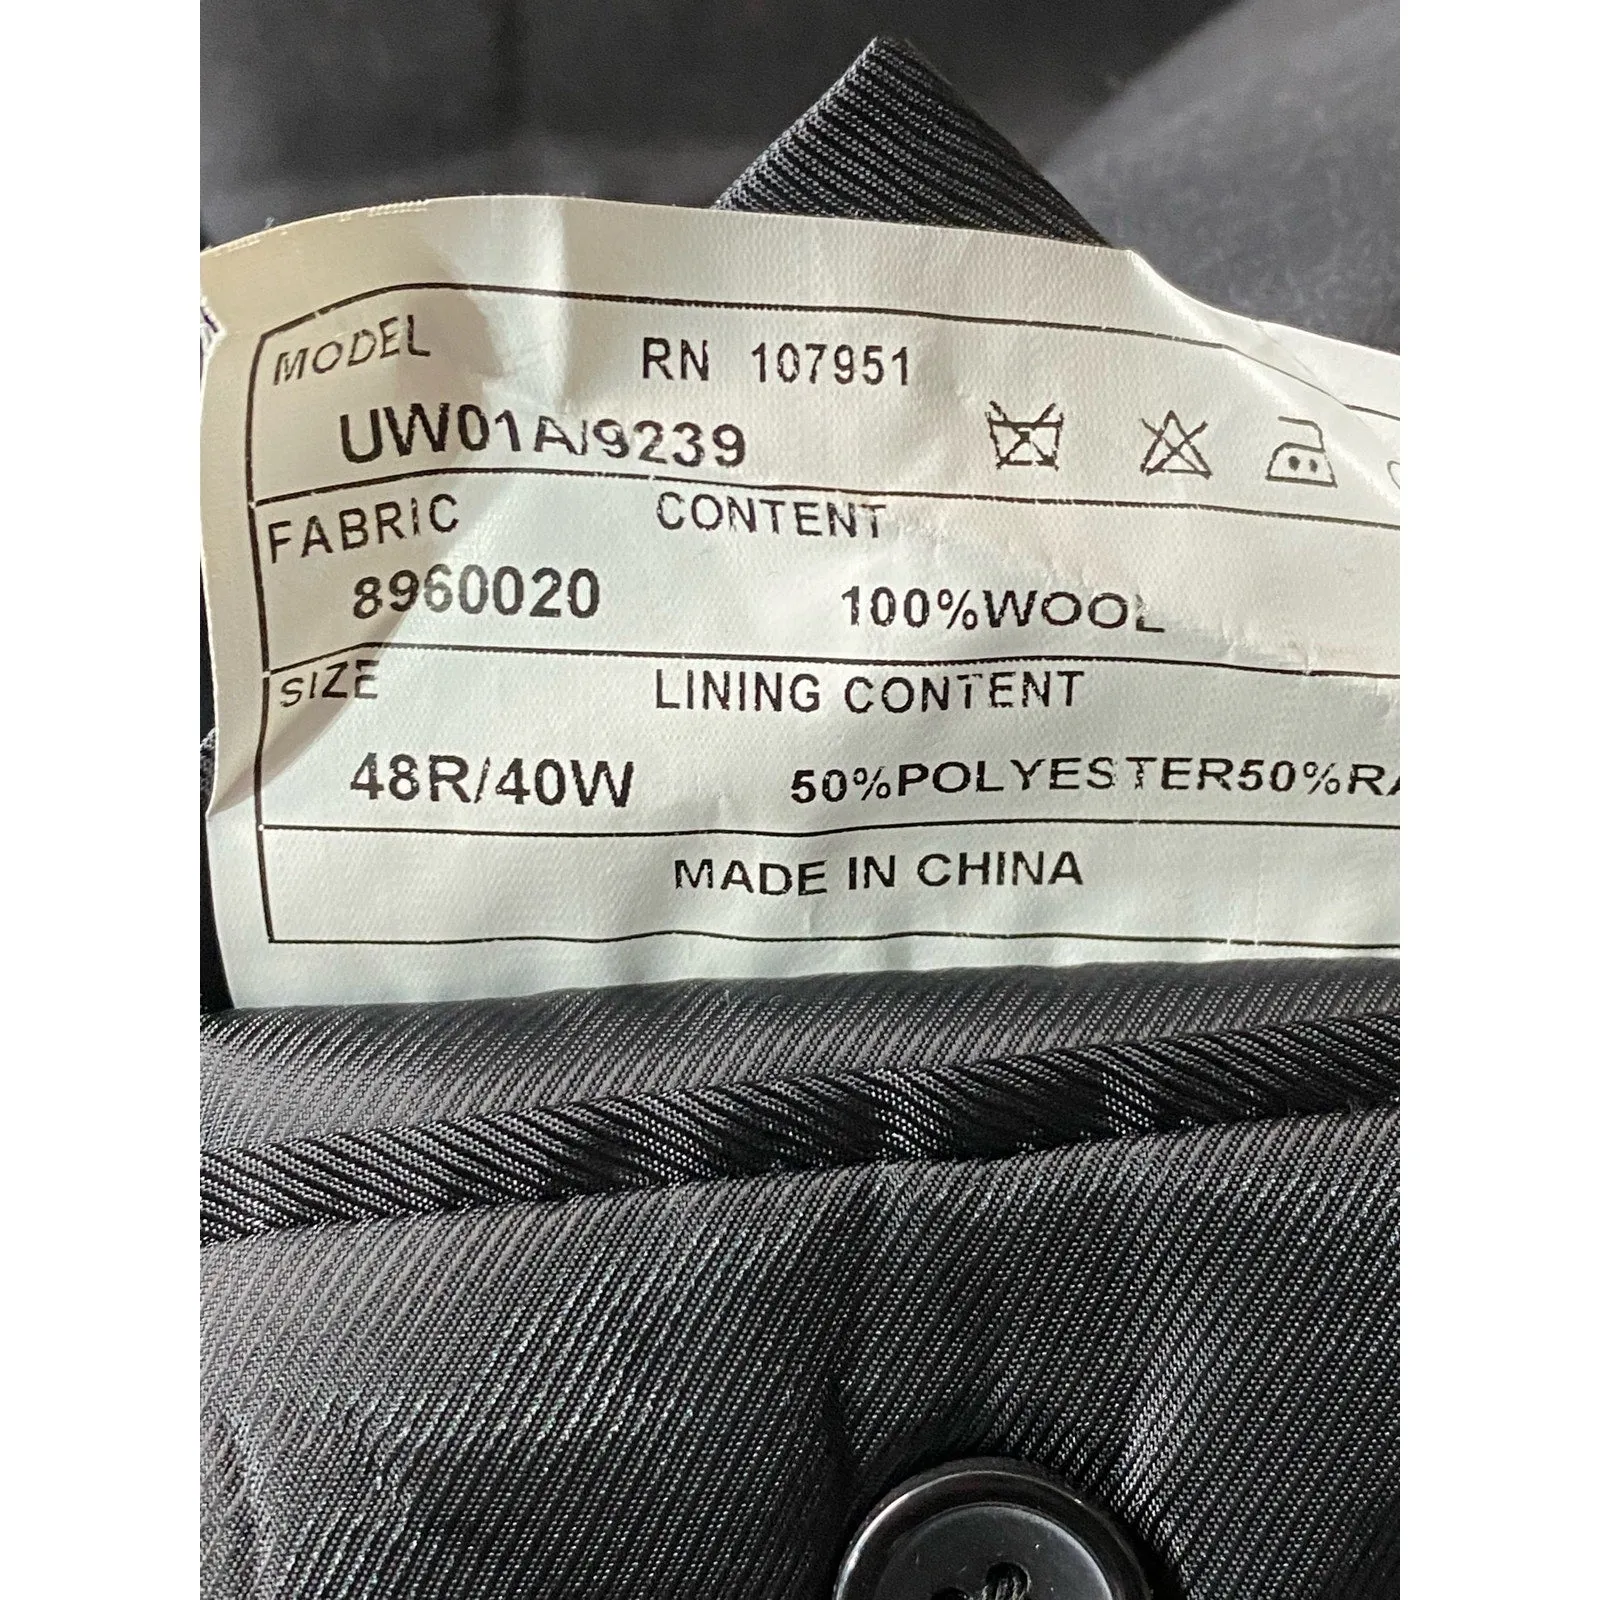 MODEL RN 107951
UW01A/9239
FABRIC CONTENT
8960020 100%WOOL
SIZE LINING CONTENT
48R/40W 50%POLYESTER50%RA
MADE IN CHINA